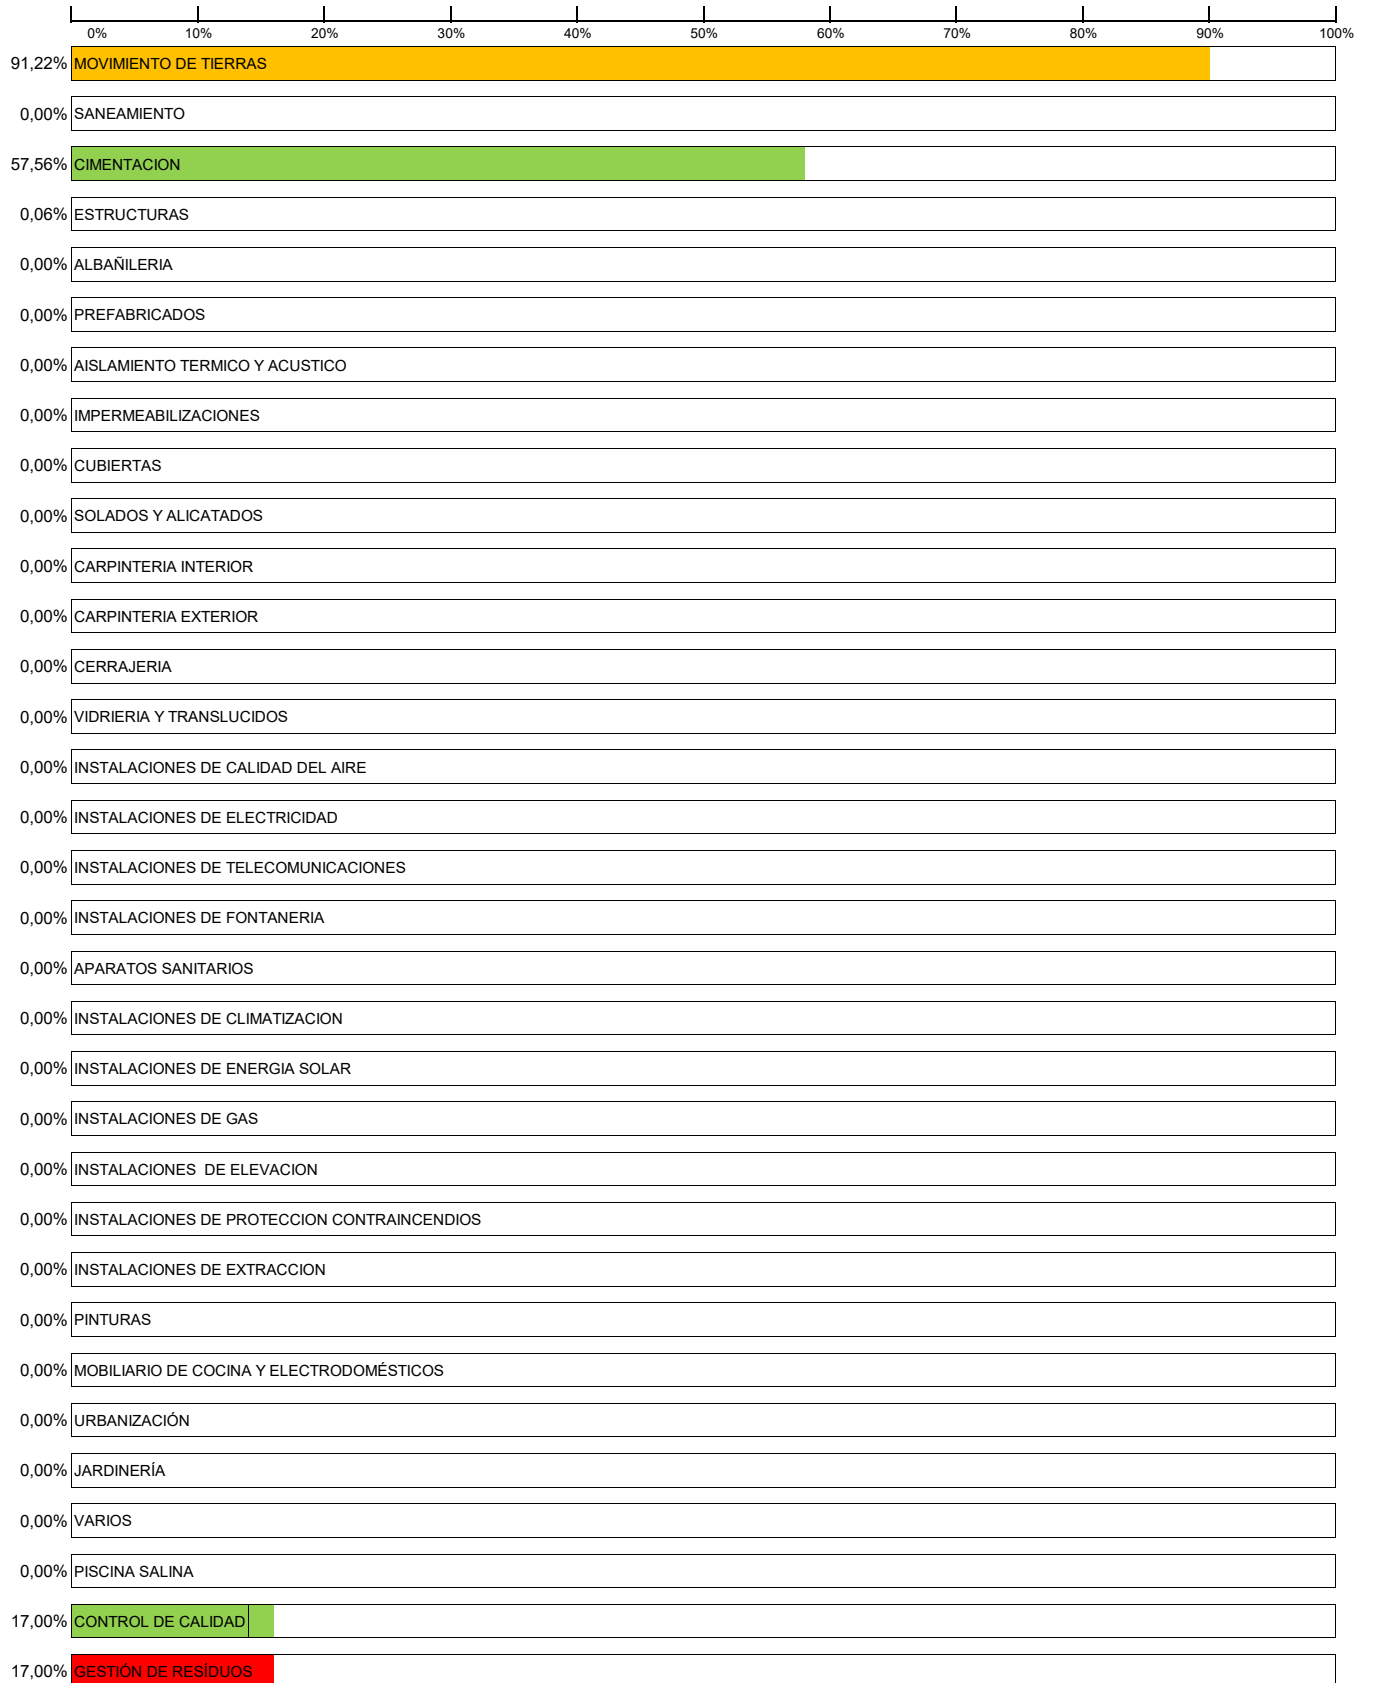 0% 10% 20% 30% 40% 50% 60% 70% 80% 90% 100%
91,22% MOVIMIENTO DE TIERRAS
0,00% SANEAMIENTO
57,56% CIMENTACION
0,06% ESTRUCTURAS
0,00% ALBAÑILERIA
0,00% PREFABRICADOS
0,00% AISLAMIENTO TERMICO Y ACUSTICO
0,00% IMPERMEABILIZACIONES
0,00% CUBIERTAS
0,00% SOLADOS Y ALICATADOS
0,00% CARPINTERIA INTERIOR
0,00% CARPINTERIA EXTERIOR
0,00% CERRAJERIA
0,00% VIDRIERIA Y TRANSLUCIDOS
0,00% INSTALACIONES DE CALIDAD DEL AIRE
0,00% INSTALACIONES DE ELECTRICIDAD
0,00% INSTALACIONES DE TELECOMUNICACIONES
0,00% INSTALACIONES DE FONTANERIA
0,00% APARATOS SANITARIOS
0,00% INSTALACIONES DE CLIMATIZACION
0,00% INSTALACIONES DE ENERGIA SOLAR
0,00% INSTALACIONES DE GAS
0,00% INSTALACIONES  DE ELEVACION
0,00% INSTALACIONES DE PROTECCION CONTRAINCENDIOS
0,00% INSTALACIONES DE EXTRACCION
0,00% PINTURAS
0,00% MOBILIARIO DE COCINA Y ELECTRODOMÉSTICOS
0,00% URBANIZACIÓN
0,00% JARDINERÍA
0,00% VARIOS
0,00% PISCINA SALINA
17,00% CONTROL DE CALIDAD
17,00% GESTIÓN DE RESÍDUOS